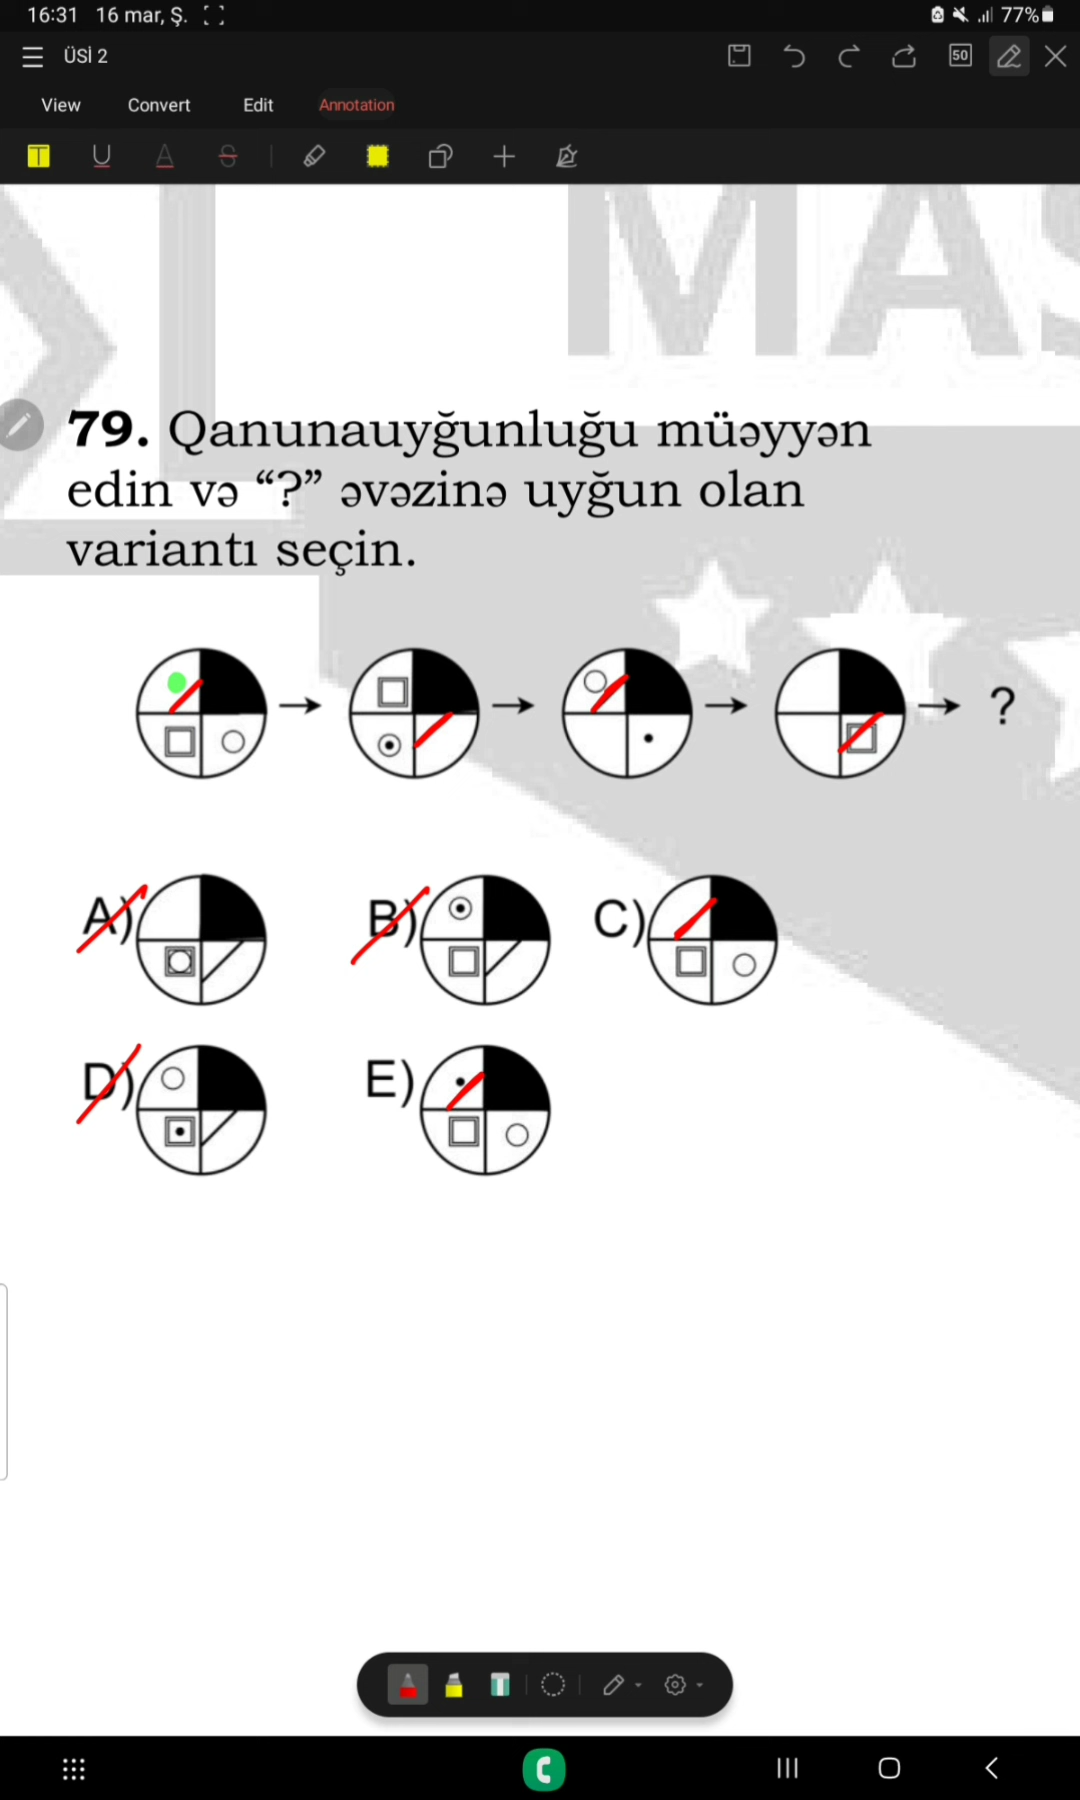 16:31 16 mar, Ş. 77%
ÜSİ 2 50
View Convert Edit Annotation
T U A S
MAS
79. Qanunauyğunluğu müəyyən
edin və “?” əvəzinə uyğun olan
variantı seçin.
?
A) B) C)
D) E)